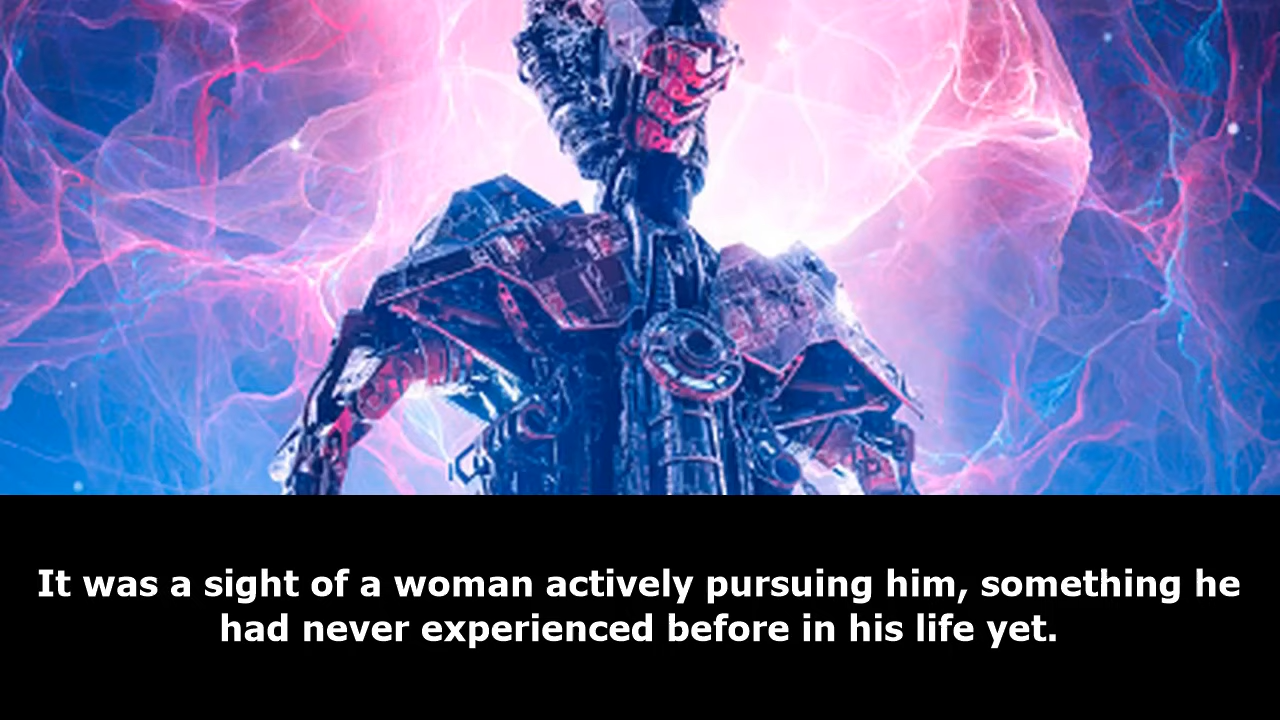 It was a sight of a woman actively pursuing him, something he
had never experienced before in his life yet.